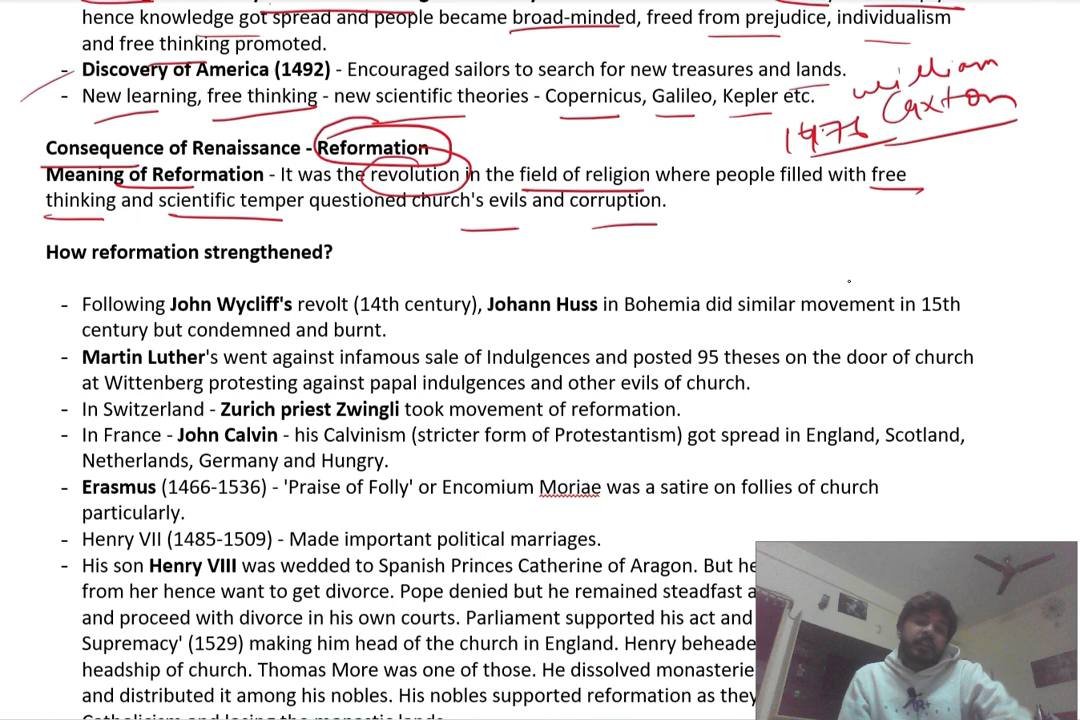 hence knowledge got spread and people became broad-minded, freed from prejudice, individualism
and free thinking promoted.
- Discovery of America (1492) - Encouraged sailors to search for new treasures and lands.
- New learning, free thinking - new scientific theories - Copernicus, Galileo, Kepler etc.
William
Caxton
1476
Consequence of Renaissance - Reformation
Meaning of Reformation - It was the revolution in the field of religion where people filled with free
thinking and scientific temper questioned church's evils and corruption.
How reformation strengthened?
- Following John Wycliff's revolt (14th century), Johann Huss in Bohemia did similar movement in 15th
century but condemned and burnt.
- Martin Luther's went against infamous sale of Indulgences and posted 95 theses on the door of church
at Wittenberg protesting against papal indulgences and other evils of church.
- In Switzerland - Zurich priest Zwingli took movement of reformation.
- In France - John Calvin - his Calvinism (stricter form of Protestantism) got spread in England, Scotland,
Netherlands, Germany and Hungry.
- Erasmus (1466-1536) - 'Praise of Folly' or Encomium Moriae was a satire on follies of church
particularly.
- Henry VII (1485-1509) - Made important political marriages.
- His son Henry VIII was wedded to Spanish Princes Catherine of Aragon. But he
from her hence want to get divorce. Pope denied but he remained steadfast a
and proceed with divorce in his own courts. Parliament supported his act and
Supremacy' (1529) making him head of the church in England. Henry beheade
headship of church. Thomas More was one of those. He dissolved monasterie
and distributed it among his nobles. His nobles supported reformation as they